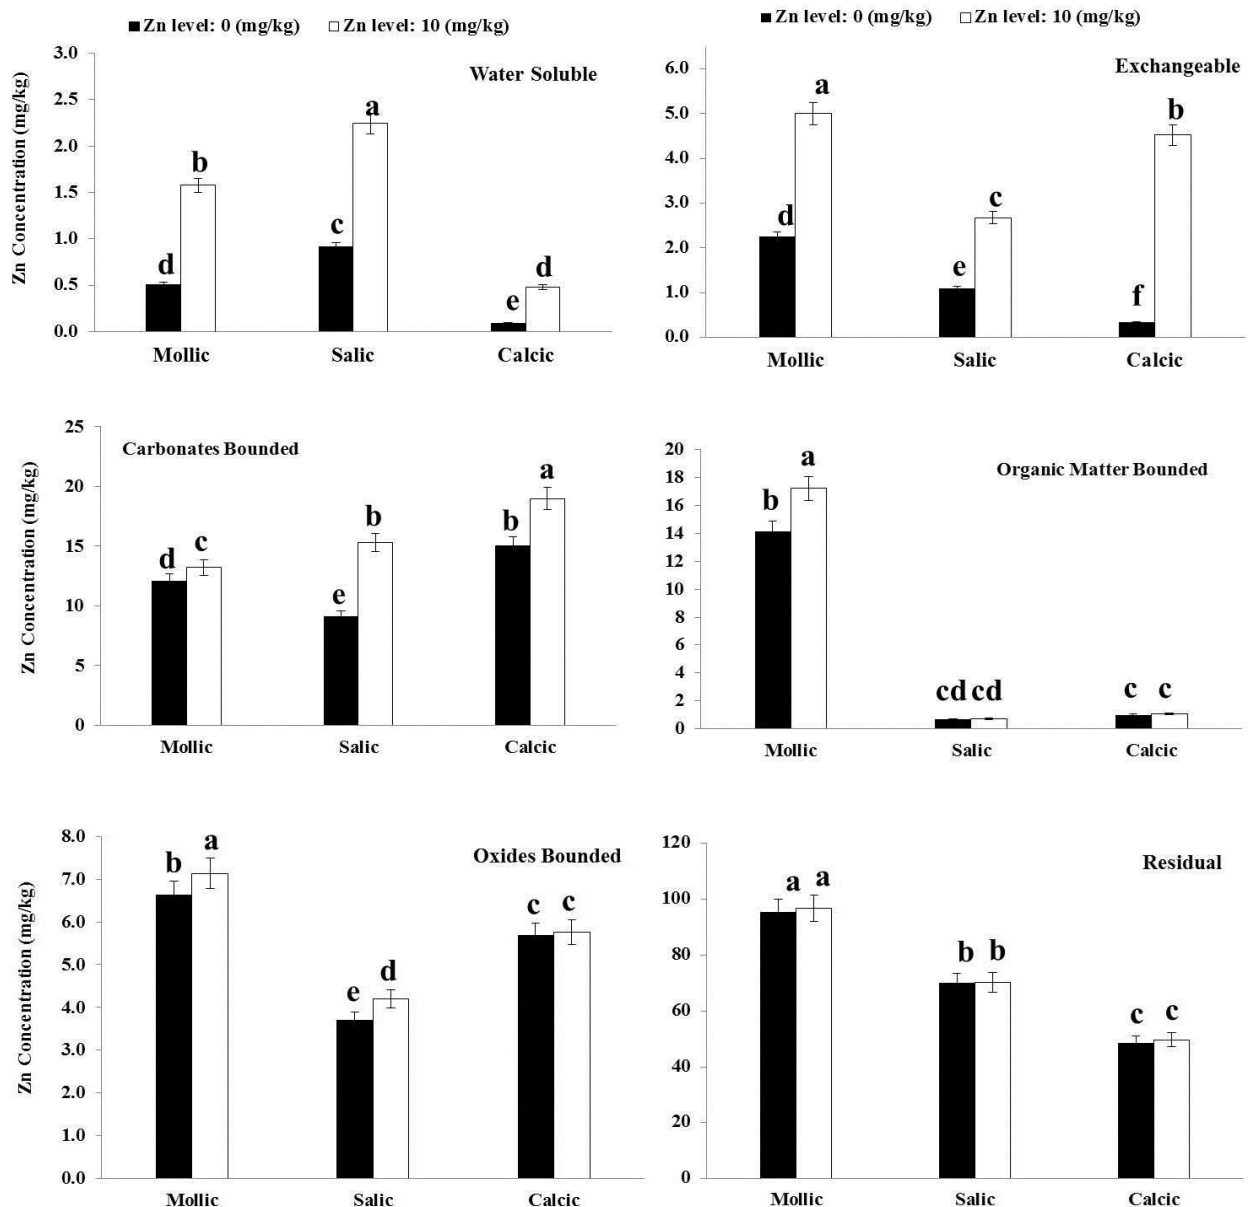 Zn level: 0 (mg/kg) Zn level: 10 (mg/kg)
Water Soluble
Zn Concentration (mg/kg)
3.0
2.5
2.0
1.5
1.0
0.5
0.0
d b c a e d
Mollic Salic Calcic
Zn level: 0 (mg/kg) Zn level: 10 (mg/kg)
Exchangeable
6.0
5.0
4.0
3.0
2.0
1.0
0.0
d a e c f b
Mollic Salic Calcic
Carbonates Bounded
Zn Concentration (mg/kg)
25
20
15
10
5
0
d c e b b a
Mollic Salic Calcic
Organic Matter Bounded
20
18
16
14
12
10
8
6
4
2
0
b a cd cd c c
Mollic Salic Calcic
Oxides Bounded
Zn Concentration (mg/kg)
8.0
7.0
6.0
5.0
4.0
3.0
2.0
1.0
0.0
b a e d c c
Mollic Salic Calcic
Residual
120
100
80
60
40
20
0
a a b b c c
Mollic Salic Calcic